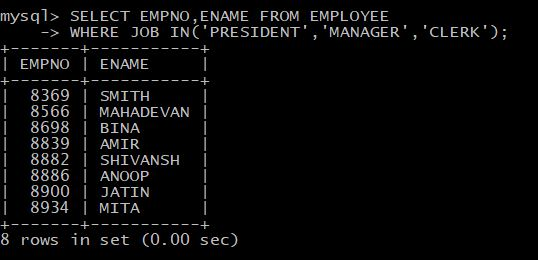 mysql> SELECT EMPNO,ENAME FROM EMPLOYEE
    -> WHERE JOB IN('PRESIDENT','MANAGER','CLERK');
+-------+-----------+
| EMPNO | ENAME     |
+-------+-----------+
|  8369 | SMITH     |
|  8566 | MAHADEVAN |
|  8698 | BINA      |
|  8839 | AMIR      |
|  8882 | SHIVANSH  |
|  8886 | ANOOP     |
|  8900 | JATIN     |
|  8934 | MITA      |
+-------+-----------+
8 rows in set (0.00 sec)